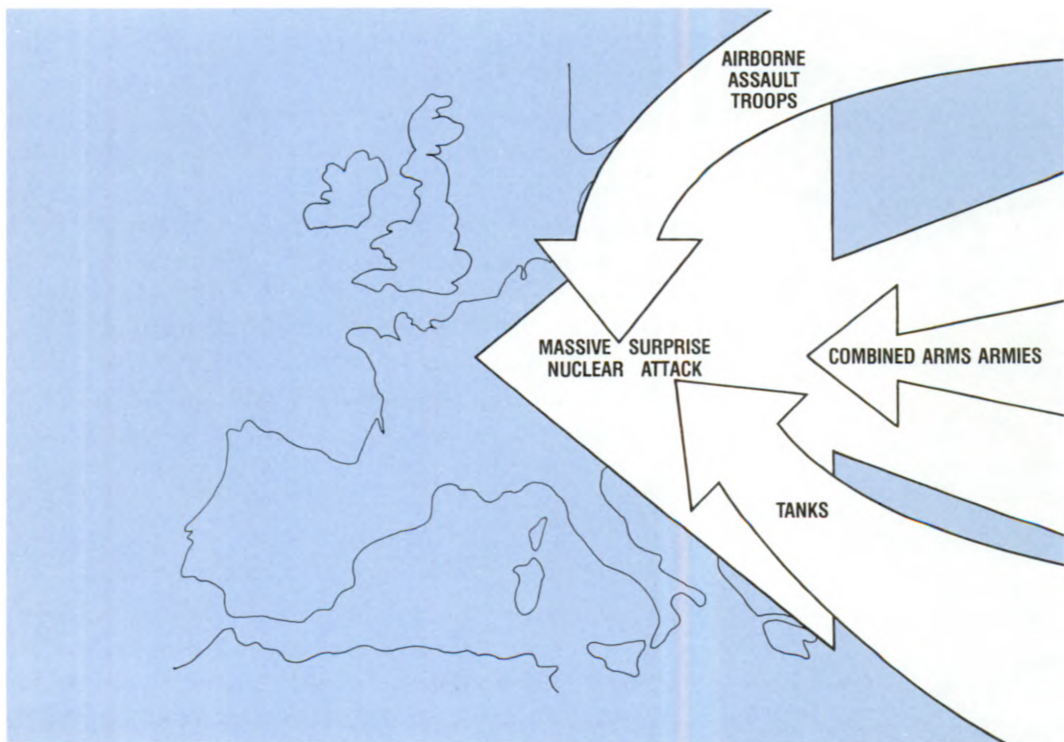 AIRBORNE
ASSAULT
TROOPS
MASSIVE SURPRISE
NUCLEAR ATTACK
COMBINED ARMS ARMIES
TANKS